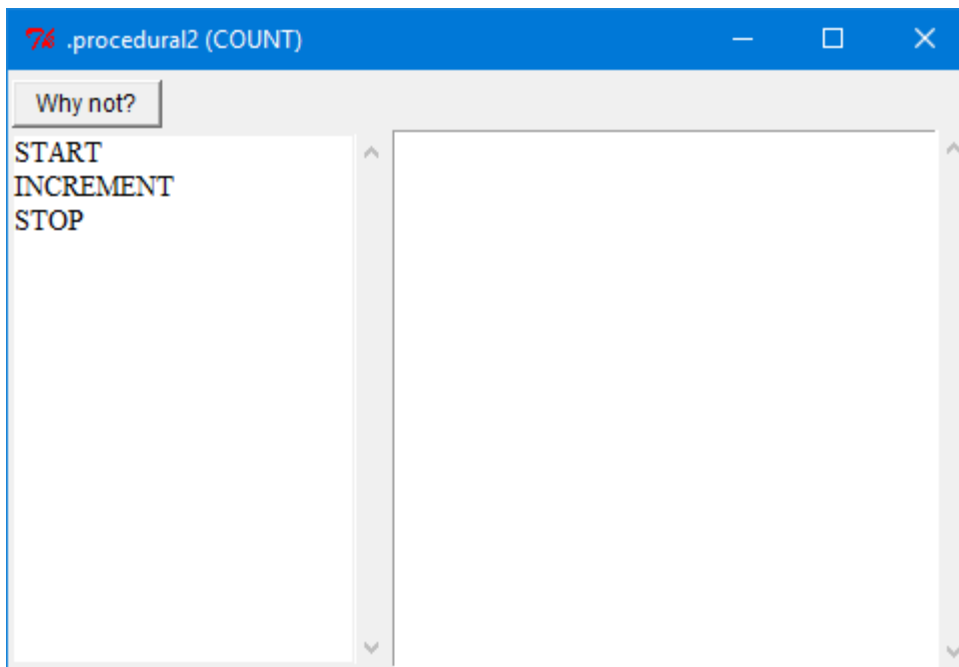 .procedural2 (COUNT)
Why not?
START
INCREMENT
STOP